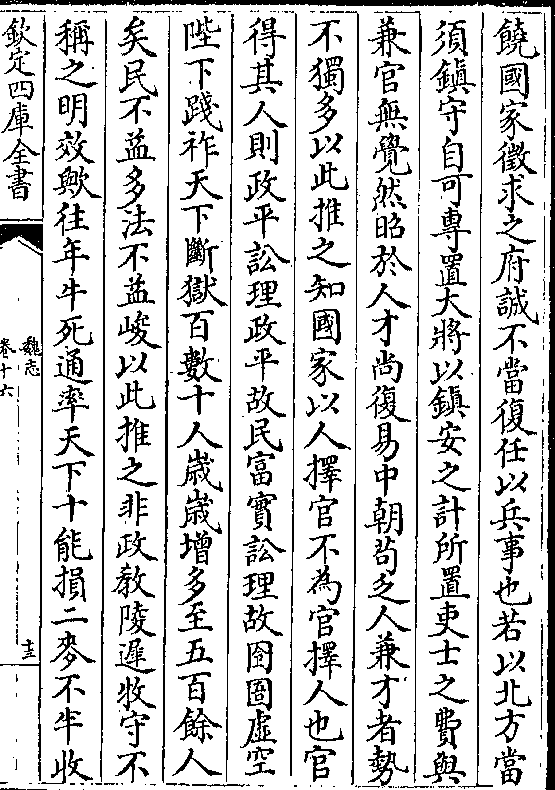 饒國家徵求之府誠不當復任以兵事也若以北方當
須鎮守自可專置大將以鎮安之計所置吏士之費與
兼官無覺然昭於人才尚復易中朝茍乏人兼才者勢
不獨多以此推之知國家以人擇官不為官擇人也官
得其人則政平訟理政平故民富實訟理故囹圄虛空
陛下踐祚天下斷獄百數十人歲歲增多至五百餘人
矣民不益多法不益峻以此推之非政教陵遲牧守不
稱之明效歟往年牛死通率天下十能損二麥不半收
欽定四庫全書
魏志
卷十六
十三